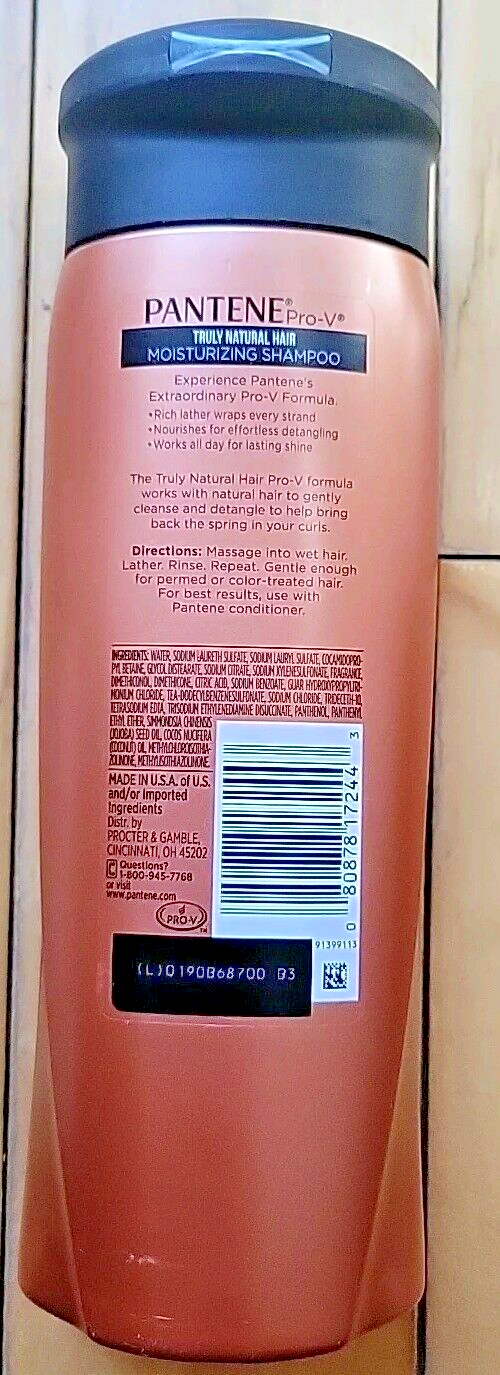 PANTENE® Pro-V®
TRULY NATURAL HAIR
MOISTURIZING SHAMPOO
Experience Pantene's
Extraordinary Pro-V Formula.
•Rich lather wraps every strand
•Nourishes for effortless detangling
•Works all day for lasting shine
The Truly Natural Hair Pro-V formula
works with natural hair to gently
cleanse and detangle to help bring
back the spring in your curls.
Directions: Massage into wet hair.
Lather. Rinse. Repeat. Gentle enough
for permed or color-treated hair.
For best results, use with
Pantene conditioner.
INGREDIENTS: WATER, SODIUM LAURETH SULFATE, SODIUM LAURYL SULFATE, COCAMIDOPRO-
PYL BETAINE, GLYCOL DISTEARATE, SODIUM CITRATE, SODIUM XYLENESULFONATE, FRAGRANCE,
DIMETHICONOL, DIMETHICONE, CITRIC ACID, SODIUM BENZOATE, GUAR HYDROXYPROPYLTRI-
MONIUM CHLORIDE, TEA-DODECYLBENZENESULFONATE, SODIUM CHLORIDE, TRIDECETH-10,
TETRASODIUM EDTA, TRISODIUM ETHYLENEDIAMINE DISUCCINATE, PANTHENOL, PANTHENYL
ETHYL ETHER, SIMMONDSIA CHINENSIS
(JOJOBA) SEED OIL, COCOS NUCIFERA
(COCONUT) OIL, METHYLCHLOROISOTHIA-
ZOLINONE, METHYLISOTHIAZOLINONE.
MADE IN U.S.A. of U.S.
and/or Imported
Ingredients
Distr. by
PROCTER & GAMBLE,
CINCINNATI, OH 45202
Questions?
1-800-945-7768
or visit
www.pantene.com
PRO-V™
0 80878 17244 3
91399113
(L)0190B68700 B3